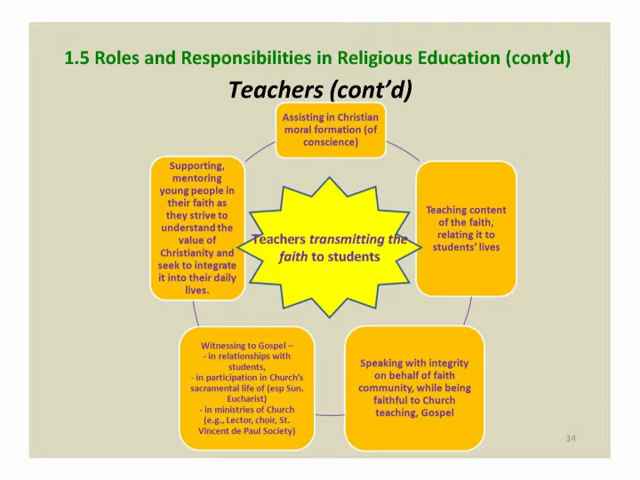 1.5 Roles and Responsibilities in Religious Education (cont'd)
Teachers (cont'd)
Assisting in Christian
moral formation (of
conscience)
Teaching content
of the faith,
relating it to
students' lives
Speaking with integrity
on behalf of faith
community, while being
faithful to Church
teaching, Gospel
Witnessing to Gospel –
- in relationships with
students,
- in participation in Church's
sacramental life of (esp Sun.
Eucharist)
- in ministries of Church
(e.g., Lector, choir, St.
Vincent de Paul Society)
Supporting,
mentoring
young people in
their faith as
they strive to
understand the
value of
Christianity and
seek to integrate
it into their daily
lives.
Teachers transmitting the
faith to students
34